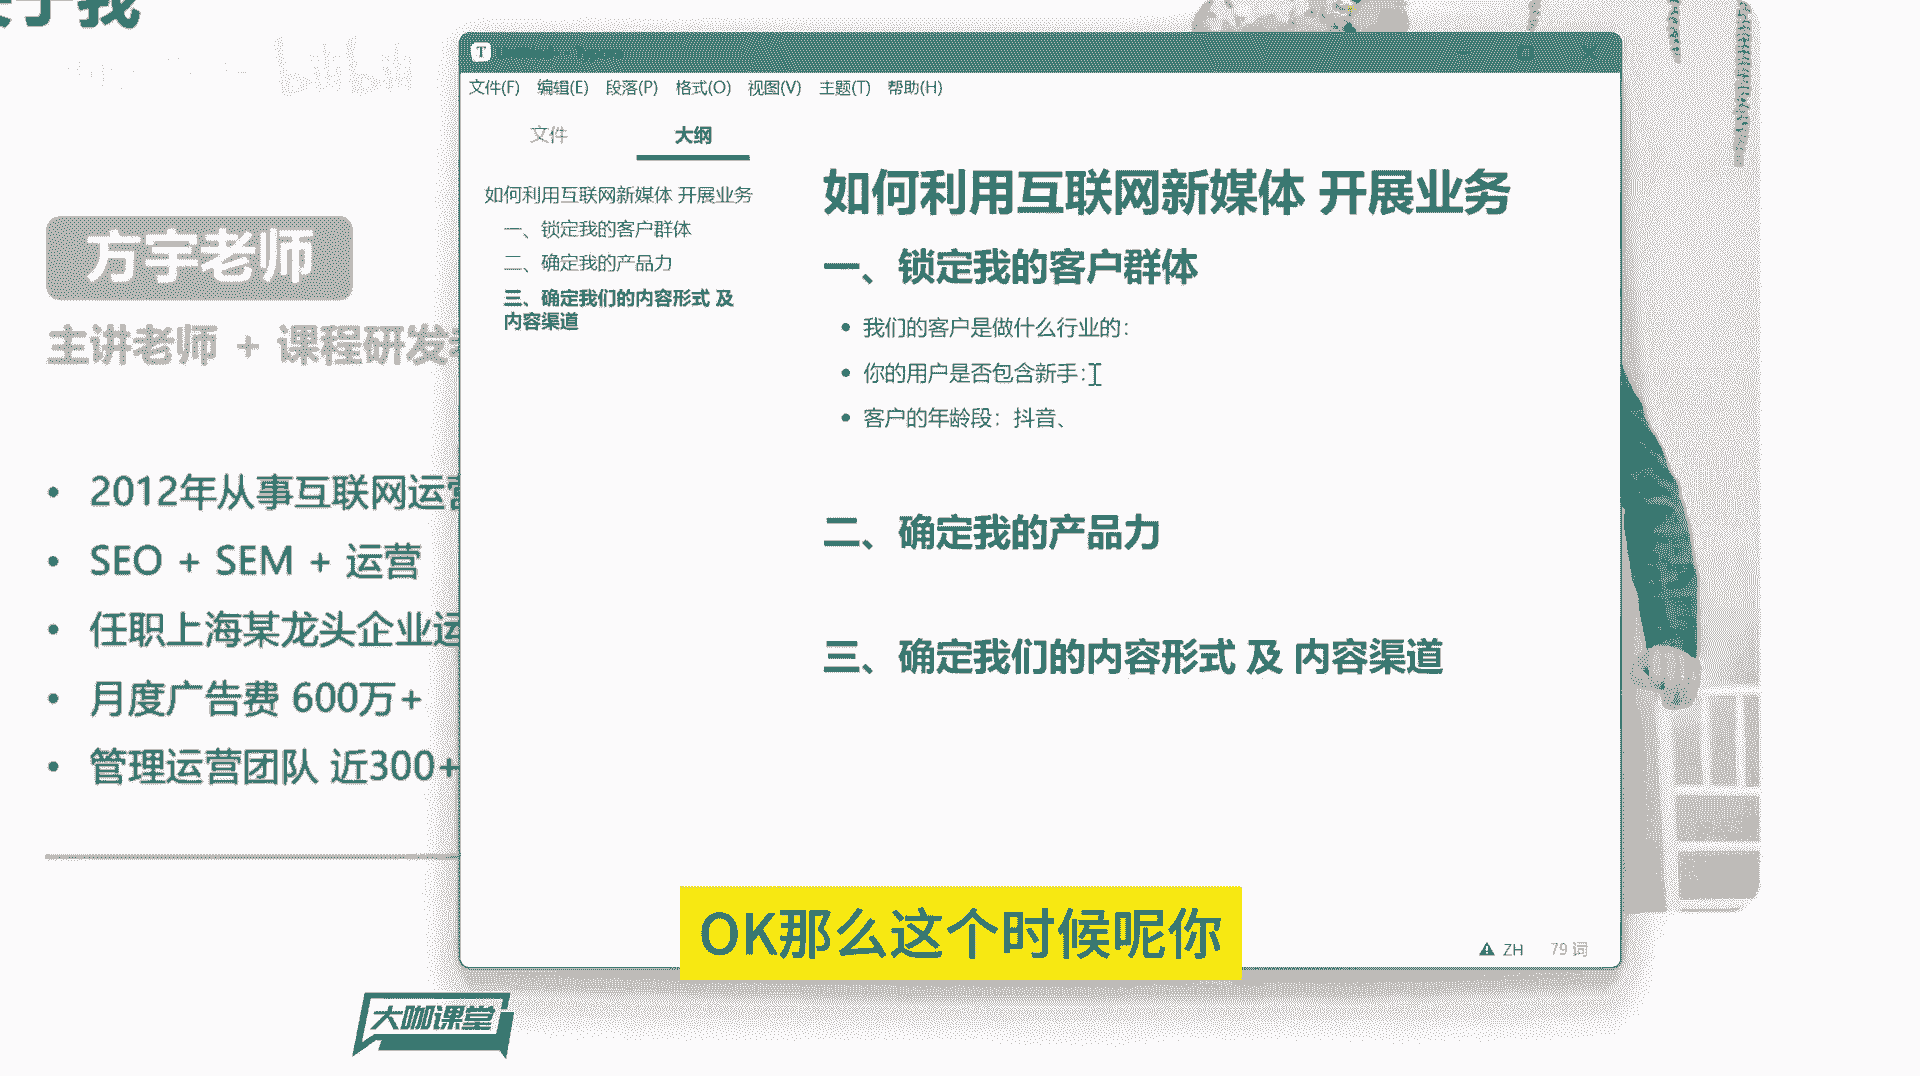 bilibili
方宇老师
主讲老师 + 课程研发
2012年从事互联网运营
SEO + SEM + 运营
任职上海某龙头企业运
月度广告费 600万+
管理运营团队 近300+
T
文件(F) 编辑(E) 段落(P) 格式(O) 视图(V) 主题(T) 帮助(H)
文件 大纲
如何利用互联网新媒体 开展业务
一、锁定我的客户群体
二、确定我的产品力
三、确定我们的内容形式 及
内容渠道
如何利用互联网新媒体 开展业务
一、锁定我的客户群体
我们的客户是做什么行业的：
你的用户是否包含新手：
客户的年龄段：抖音、
二、确定我的产品力
三、确定我们的内容形式 及 内容渠道
ZH 79 词
OK那么这个时候呢你
大咖课堂